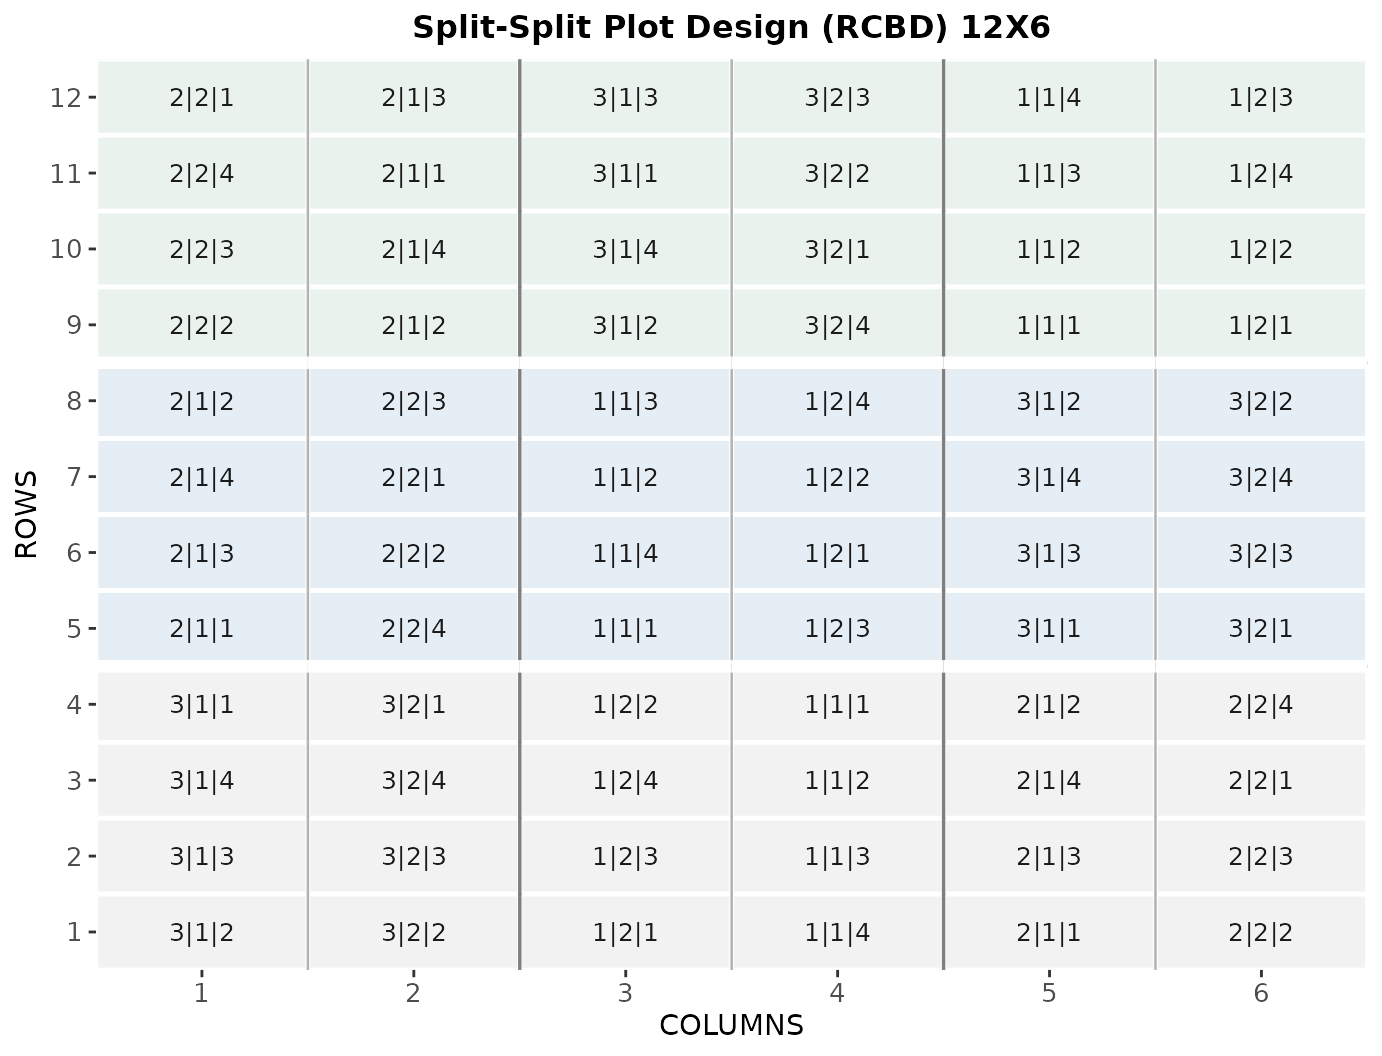 Split-Split Plot Design (RCBD) 12X6
12 2|2|1 2|1|3 3|1|3 3|2|3 1|1|4 1|2|3
11 2|2|4 2|1|1 3|1|1 3|2|2 1|1|3 1|2|4
10 2|2|3 2|1|4 3|1|4 3|2|1 1|1|2 1|2|2
9 2|2|2 2|1|2 3|1|2 3|2|4 1|1|1 1|2|1
8 2|1|2 2|2|3 1|1|3 1|2|4 3|1|2 3|2|2
7 2|1|4 2|2|1 1|1|2 1|2|2 3|1|4 3|2|4
6 2|1|3 2|2|2 1|1|4 1|2|1 3|1|3 3|2|3
5 2|1|1 2|2|4 1|1|1 1|2|3 3|1|1 3|2|1
4 3|1|1 3|2|1 1|2|2 1|1|1 2|1|2 2|2|4
3 3|1|4 3|2|4 1|2|4 1|1|2 2|1|4 2|2|1
2 3|1|3 3|2|3 1|2|3 1|1|3 2|1|3 2|2|3
1 3|1|2 3|2|2 1|2|1 1|1|4 2|1|1 2|2|2
1 2 3 4 5 6
COLUMNS
ROWS